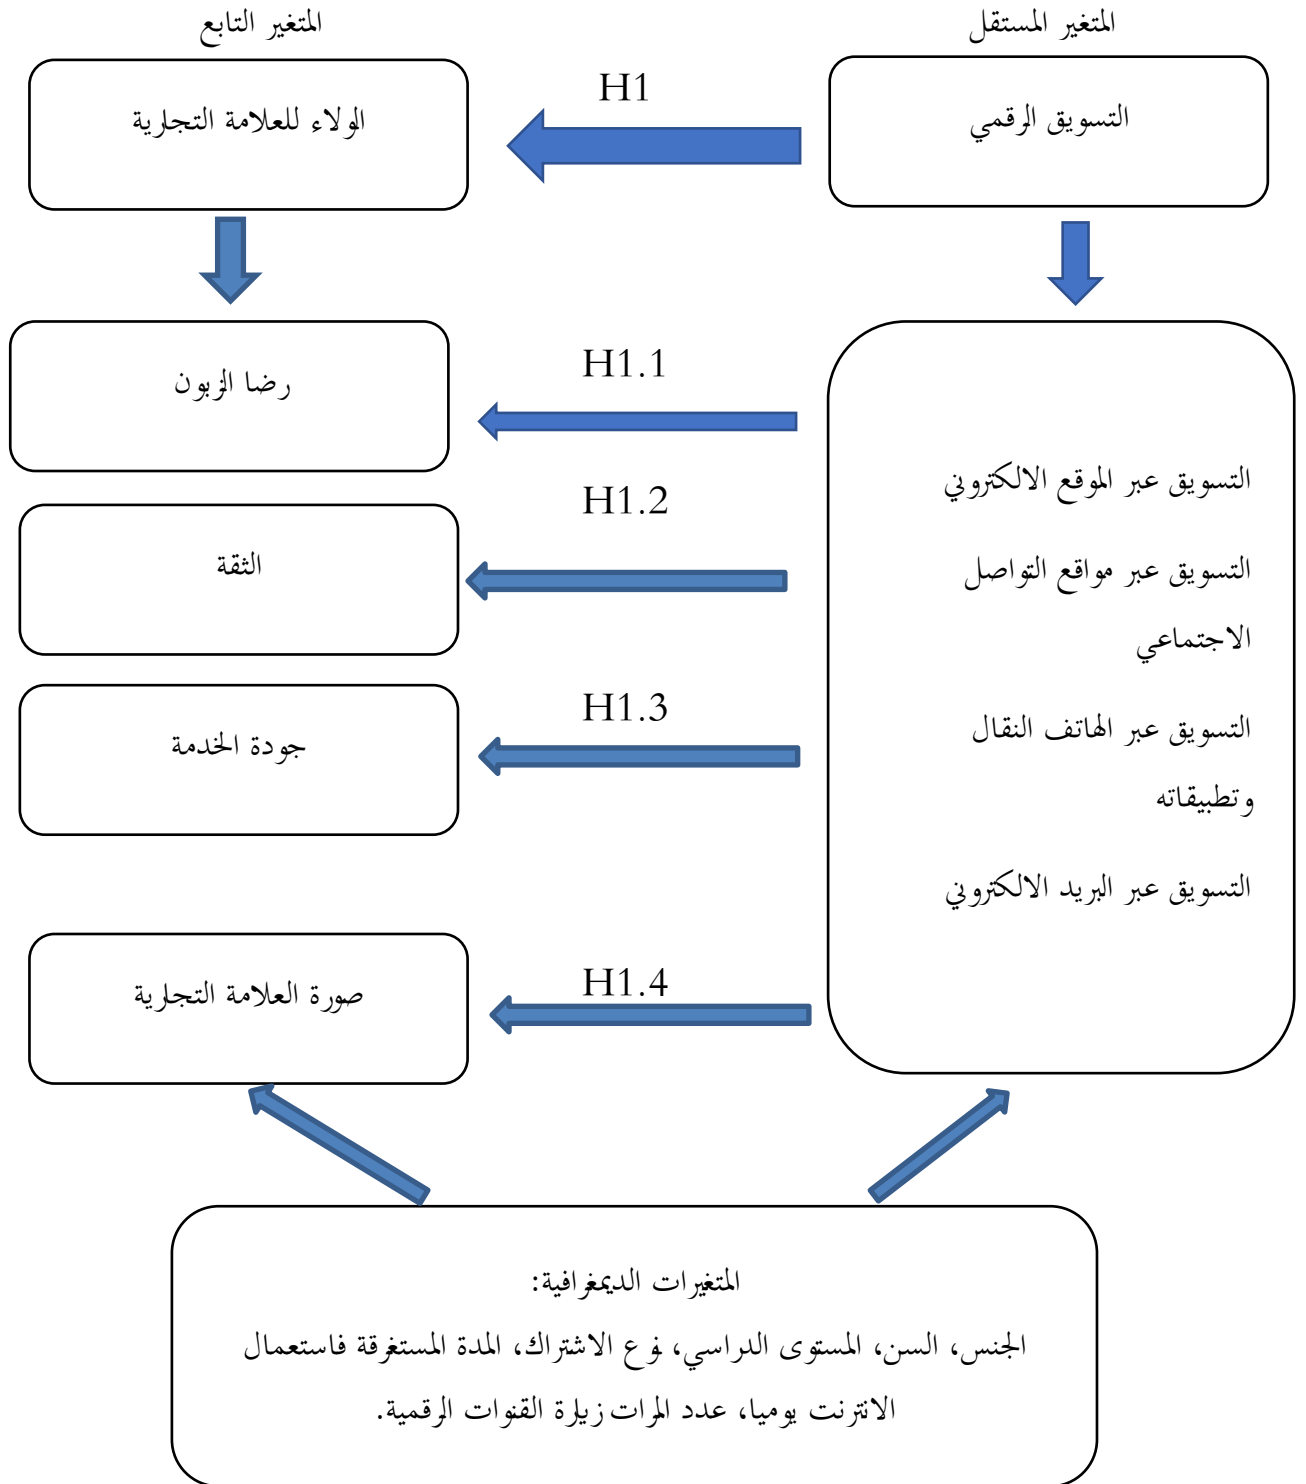 المتغير المستقل
المتغير التابع
التسويق الرقمي
H1
الولاء للعلامة التجارية
التسويق عبر الموقع الالكتروني
التسويق عبر مواقع التواصل
الاجتماعي
التسويق عبر الهاتف النقال
وتطبيقاته
التسويق عبر البريد الالكتروني
H1.1
رضا الزبون
H1.2
الثقة
H1.3
جودة الخدمة
H1.4
صورة العلامة التجارية
المتغيرات الديمغرافية:
الجنس، السن، المستوى الدراسي، نوع الاشتراك، المدة المستغرقة فاستعمال
الانترنت يوميا، عدد المرات زيارة القنوات الرقمية.